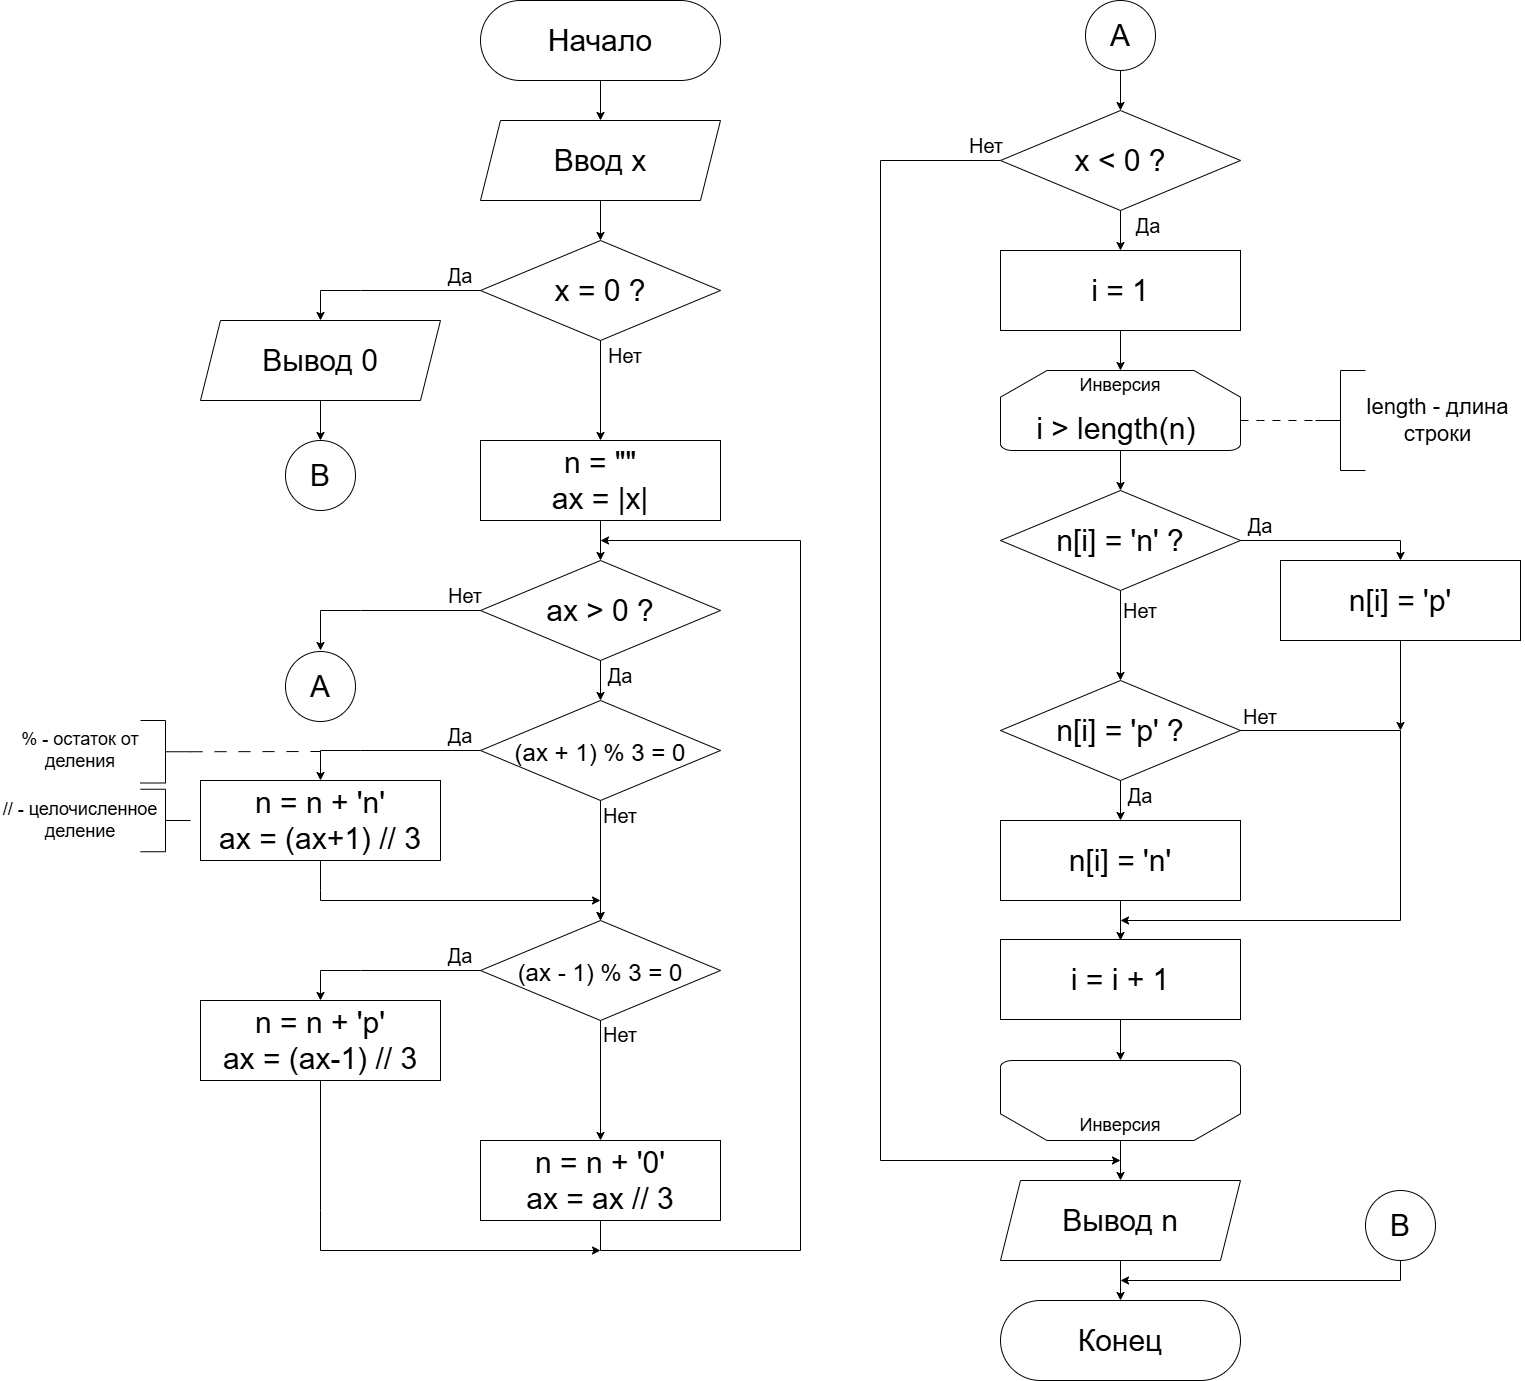 Начало
Ввод x
x = 0 ?
Да
Нет
Вывод 0
B
n = ""
ax = |x|
ax > 0 ?
Нет
Да
A
(ax + 1) % 3 = 0
Да
Нет
% - остаток от
деления
// - целочисленное
деление
n = n + 'n'
ax = (ax+1) // 3
(ax - 1) % 3 = 0
Да
Нет
n = n + 'p'
ax = (ax-1) // 3
n = n + '0'
ax = ax // 3
A
x < 0 ?
Нет
Да
i = 1
Инверсия
i > length(n)
length - длина
строки
n[i] = 'n' ?
Да
Нет
n[i] = 'p'
n[i] = 'p' ?
Нет
Да
n[i] = 'n'
i = i + 1
Инверсия
Вывод n
B
Конец